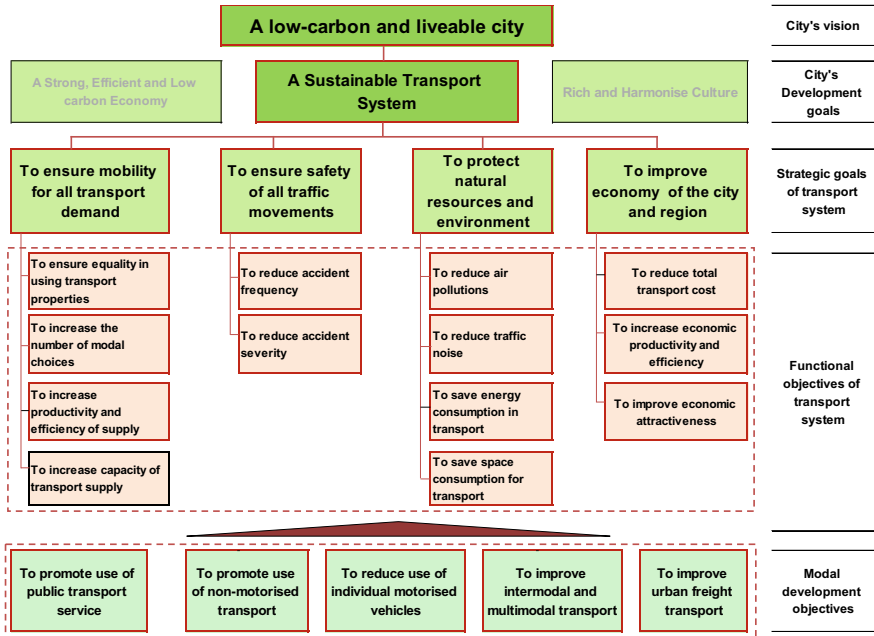 A low-carbon and liveable city
City's vision
A Strong, Efficient and Low
carbon Economy
A Sustainable Transport
System
Rich and Harmonise Culture
City's
Development
goals
To ensure mobility
for all transport
demand
To ensure safety
of all traffic
movements
To protect
natural
resources and
environment
To improve
economy of the city
and region
Strategic goals
of transport
system
To ensure equality in
using transport
properties
To increase the
number of modal
choices
To increase
productivity and
efficiency of supply
To increase capacity of
transport supply
To reduce accident
frequency
To reduce accident
severity
To reduce air
pollutions
To reduce traffic
noise
To save energy
consumption in
transport
To save space
consumption for
transport
To reduce total
transport cost
To increase economic
productivity and
efficiency
To improve economic
attractiveness
Functional
objectives of
transport
system
To promote use of
public transport
service
To promote use
of non-motorised
transport
To reduce use of
individual motorised
vehicles
To improve
intermodal and
multimodal transport
To improve
urban freight
transport
Modal
development
objectives